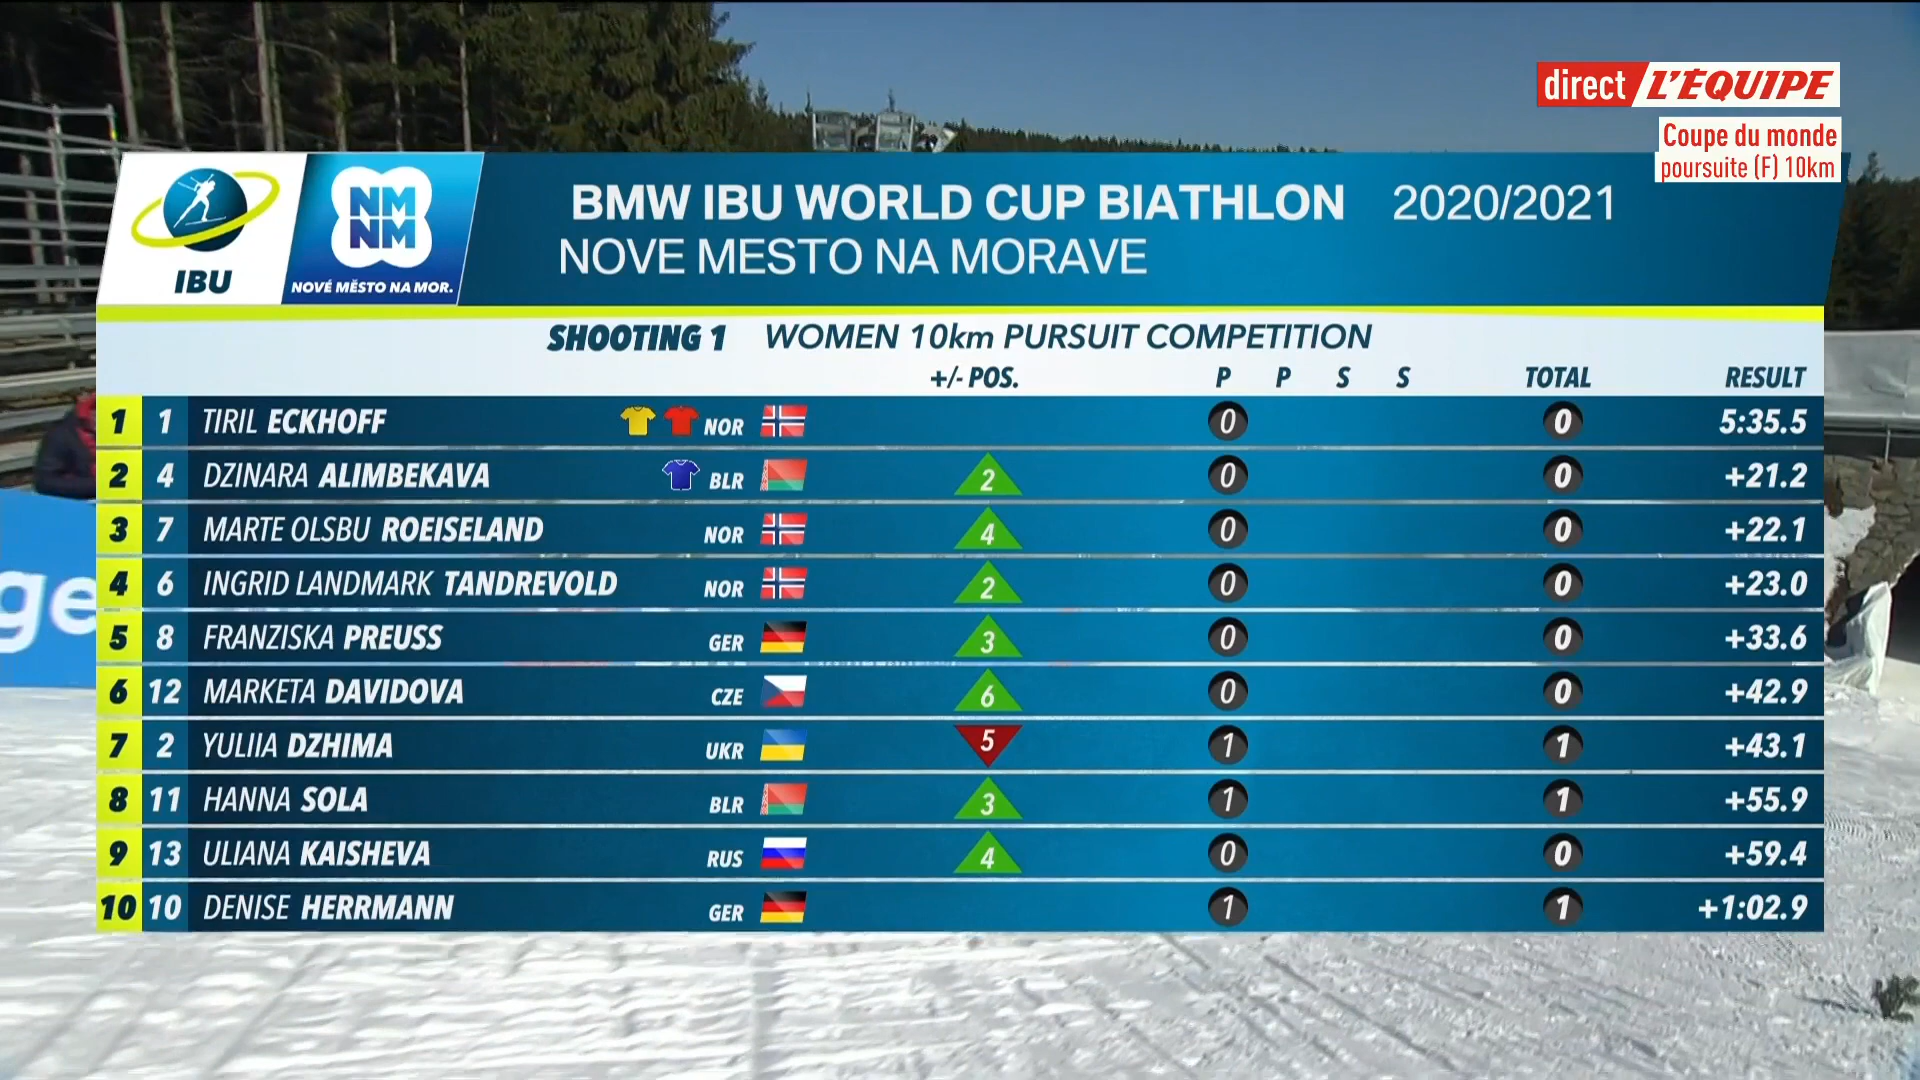 direct L'ÉQUIPE
Coupe du monde
poursuite (F) 10km
IBU
NM
NM
NOVÉ MĚSTO NA MOR.
BMW IBU WORLD CUP BIATHLON 2020/2021
NOVE MESTO NA MORAVE
SHOOTING 1 WOMEN 10km PURSUIT COMPETITION
+/- POS. P P S S TOTAL RESULT
1 1 TIRIL ECKHOFF NOR 0 0 5:35.5
2 4 DZINARA ALIMBEKAVA BLR 2 0 0 +21.2
3 7 MARTE OLSBU ROEISELAND NOR 4 0 0 +22.1
4 6 INGRID LANDMARK TANDREVOLD NOR 2 0 0 +23.0
5 8 FRANZISKA PREUSS GER 3 0 0 +33.6
6 12 MARKETA DAVIDOVA CZE 6 0 0 +42.9
7 2 YULIIA DZHIMA UKR 5 1 1 +43.1
8 11 HANNA SOLA BLR 3 1 1 +55.9
9 13 ULIANA KAISHEVA RUS 4 0 0 +59.4
10 10 DENISE HERRMANN GER 1 1 +1:02.9
ge